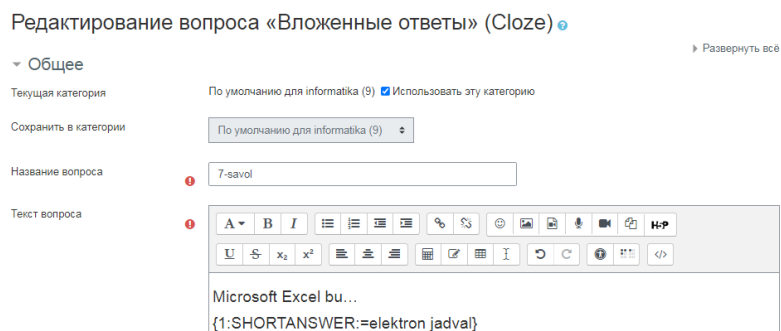 Редактирование вопроса «Вложенные ответы» (Cloze)
Развернуть всё
Общее
Текущая категория
По умолчанию для informatika (9) Использовать эту категорию
Сохранить в категории
По умолчанию для informatika (9)
Название вопроса
7-savol
Текст вопроса
A B I H5P
U S x₂ x²
Microsoft Excel bu…
{1:SHORTANSWER:=elektron jadval}